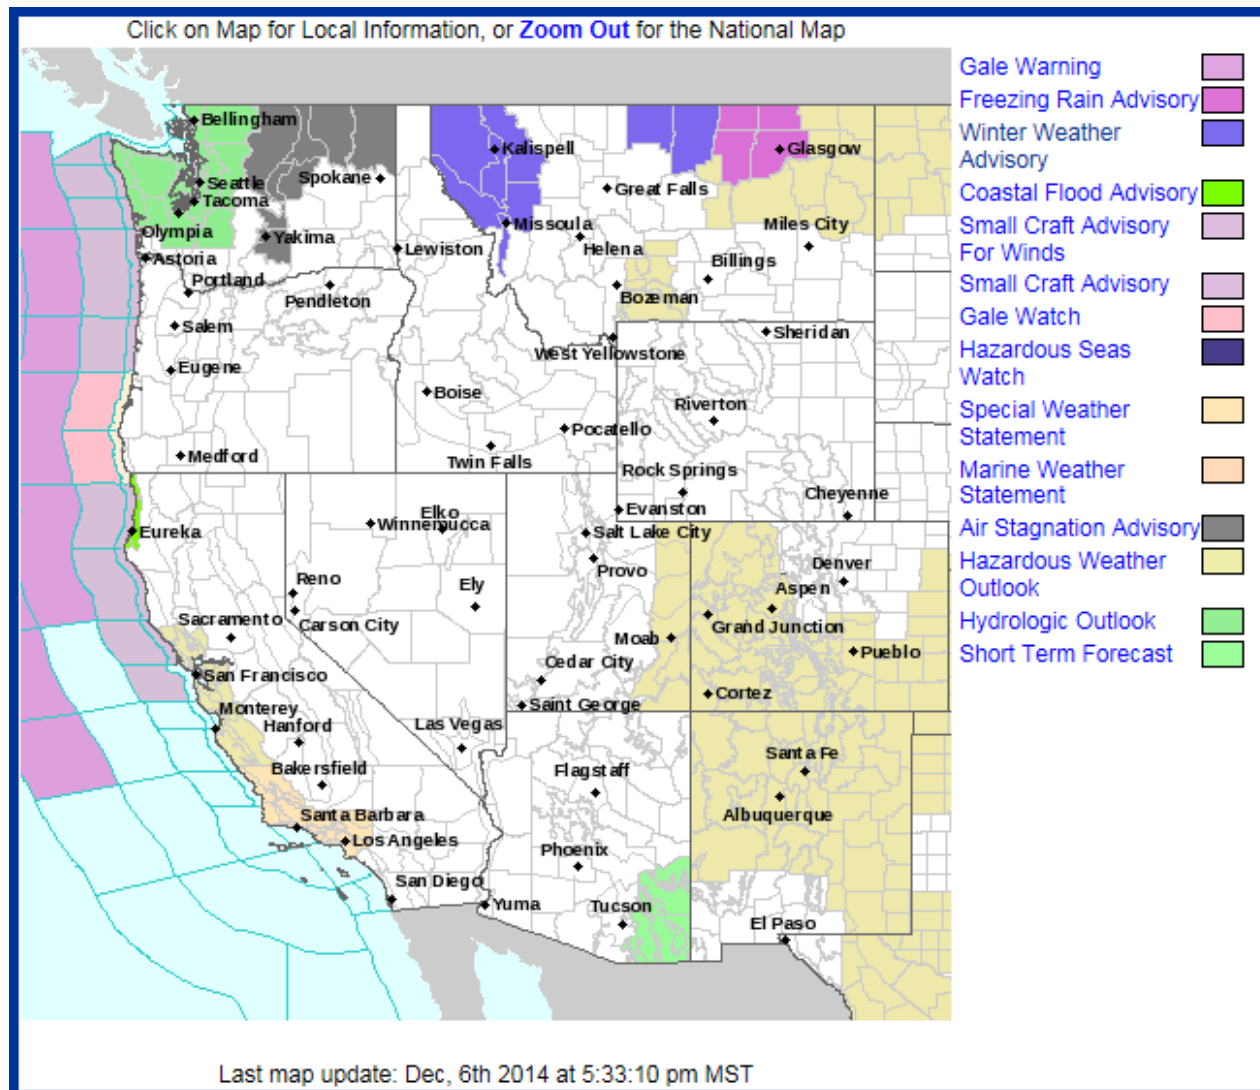 Click on Map for Local Information, or Zoom Out for the National Map
Gale Warning
Freezing Rain Advisory
Winter Weather
Advisory
Coastal Flood Advisory
Small Craft Advisory
For Winds
Small Craft Advisory
Gale Watch
Hazardous Seas
Watch
Special Weather
Statement
Marine Weather
Statement
Air Stagnation Advisory
Hazardous Weather
Outlook
Hydrologic Outlook
Short Term Forecast
Bellingham
Kalispell
Glasgow
Spokane
Seattle
Great Falls
Tacoma
Olympia
Missoula
Miles City
Yakima
Helena
Lewiston
Astoria
Billings
Portland
Pendleton
Bozeman
Salem
Sheridan
West Yellowstone
Eugene
Boise
Riverton
Pocatello
Medford
Twin Falls
Rock Springs
Cheyenne
Elko
Evanston
Winnemucca
Eureka
Salt Lake City
Denver
Provo
Reno
Ely
Aspen
Sacramento
Carson City
Grand Junction
Moab
Pueblo
Cedar City
San Francisco
Cortez
Saint George
Monterey
Hanford
Las Vegas
Santa Fe
Bakersfield
Flagstaff
Santa Barbara
Albuquerque
Los Angeles
Phoenix
San Diego
Yuma
Tucson
El Paso
Last map update: Dec, 6th 2014 at 5:33:10 pm MST